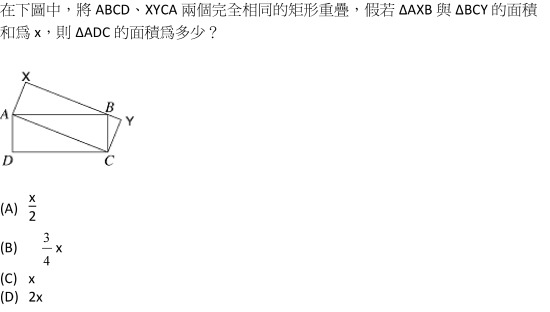 在下圖中，將 ABCD、XYCA 兩個完全相同的矩形重疊，假若 ΔAXB 與 ΔBCY 的面積
和爲 x，則 ΔADC 的面積爲多少？
X
B
A
Y
D
C
(A) x/2
(B) 3/4 x
(C) x
(D) 2x